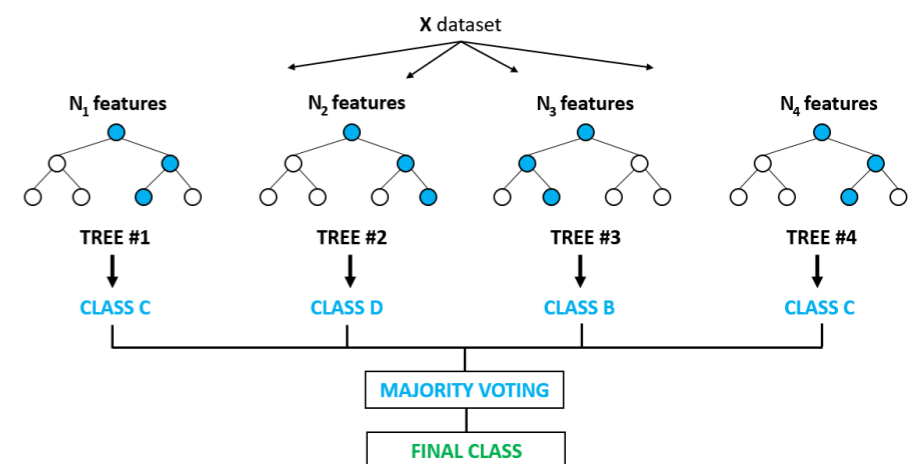 X dataset
N1 features
N2 features
N3 features
N4 features
TREE #1
TREE #2
TREE #3
TREE #4
CLASS C
CLASS D
CLASS B
CLASS C
MAJORITY VOTING
FINAL CLASS